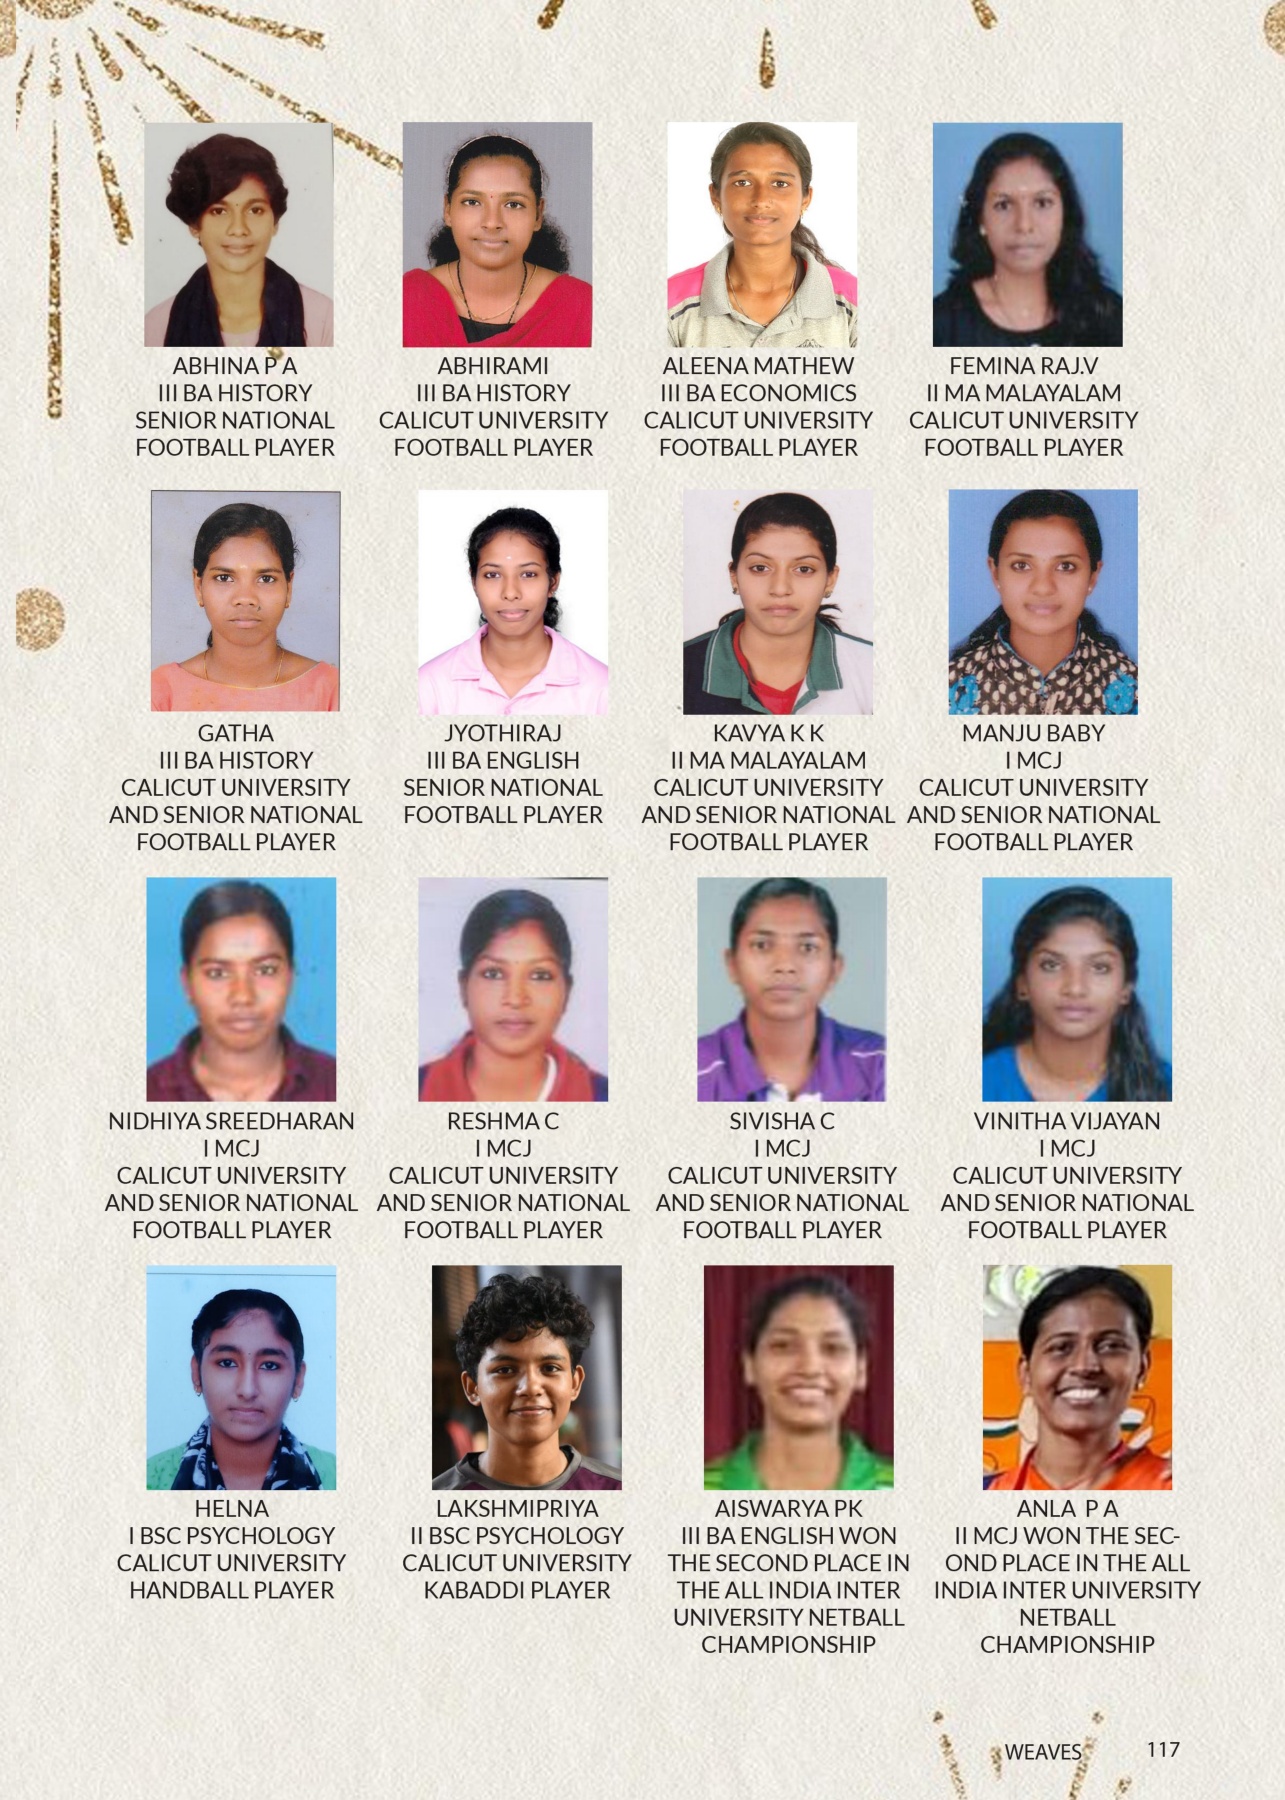 ABHINA P A
III BA HISTORY
SENIOR NATIONAL
FOOTBALL PLAYER
ABHIRAMI
III BA HISTORY
CALICUT UNIVERSITY
FOOTBALL PLAYER
ALEENA MATHEW
III BA ECONOMICS
CALICUT UNIVERSITY
FOOTBALL PLAYER
FEMINA RAJ.V
II MA MALAYALAM
CALICUT UNIVERSITY
FOOTBALL PLAYER
GATHA
III BA HISTORY
CALICUT UNIVERSITY
AND SENIOR NATIONAL
FOOTBALL PLAYER
JYOTHIRAJ
III BA ENGLISH
SENIOR NATIONAL
FOOTBALL PLAYER
KAVYA K K
II MA MALAYALAM
CALICUT UNIVERSITY
AND SENIOR NATIONAL
FOOTBALL PLAYER
MANJU BABY
I MCJ
CALICUT UNIVERSITY
AND SENIOR NATIONAL
FOOTBALL PLAYER
NIDHIYA SREEDHARAN
I MCJ
CALICUT UNIVERSITY
AND SENIOR NATIONAL
FOOTBALL PLAYER
RESHMA C
I MCJ
CALICUT UNIVERSITY
AND SENIOR NATIONAL
FOOTBALL PLAYER
SIVISHA C
I MCJ
CALICUT UNIVERSITY
AND SENIOR NATIONAL
FOOTBALL PLAYER
VINITHA VIJAYAN
I MCJ
CALICUT UNIVERSITY
AND SENIOR NATIONAL
FOOTBALL PLAYER
HELNA
I BSC PSYCHOLOGY
CALICUT UNIVERSITY
HANDBALL PLAYER
LAKSHMIPRIYA
II BSC PSYCHOLOGY
CALICUT UNIVERSITY
KABADDI PLAYER
AISWARYA PK
III BA ENGLISH WON
THE SECOND PLACE IN
THE ALL INDIA INTER
UNIVERSITY NETBALL
CHAMPIONSHIP
ANLA P A
II MCJ WON THE SEC-
OND PLACE IN THE ALL
INDIA INTER UNIVERSITY
NETBALL
CHAMPIONSHIP
WEAVES 117